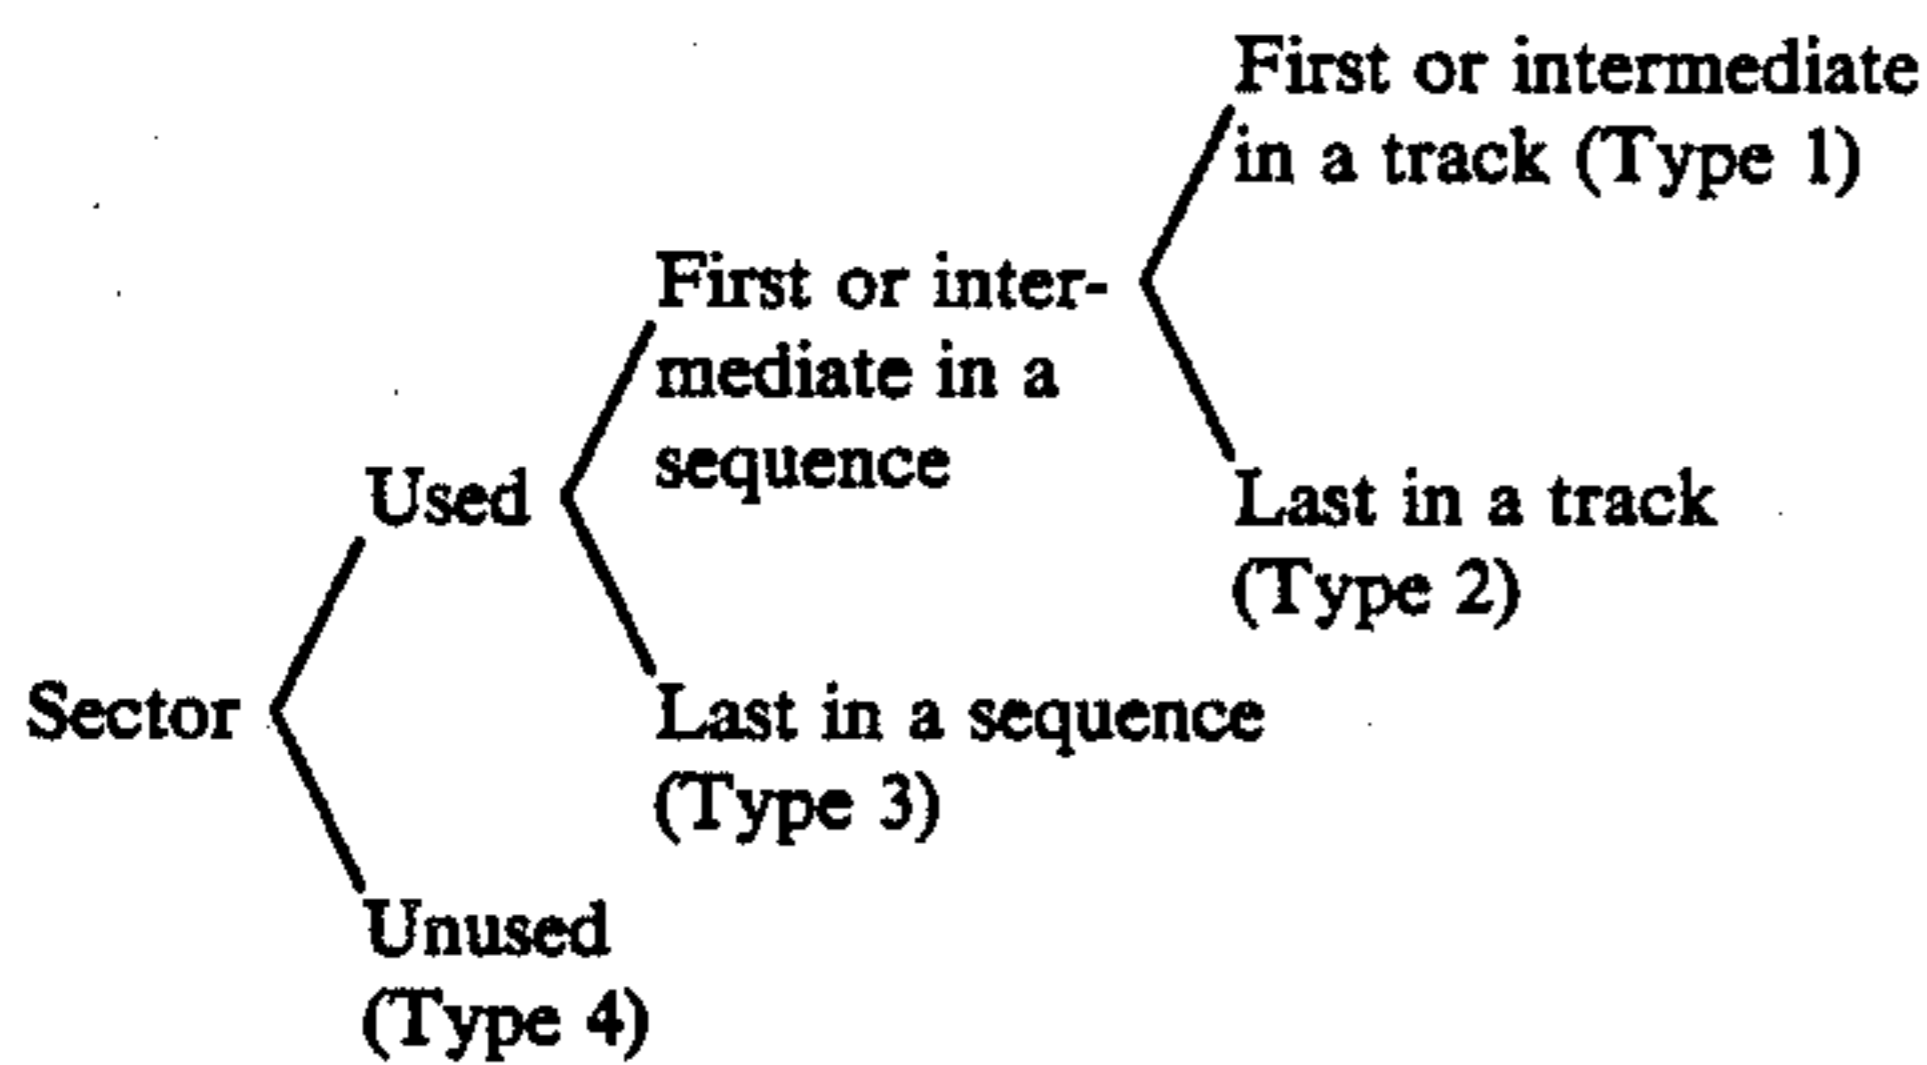 First or intermediate
in a track (Type 1)
First or inter-
mediate in a
sequence
Last in a track
(Type 2)
Used
Last in a sequence
(Type 3)
Sector
Unused
(Type 4)